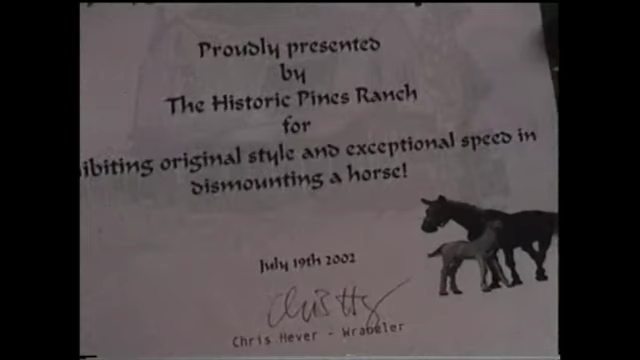 Proudly presented
by
The Historic Pines Ranch
for
ibiting original style and exceptional speed in
dismounting a horse!
July 19th 2002
Chris Hever - Wrangler